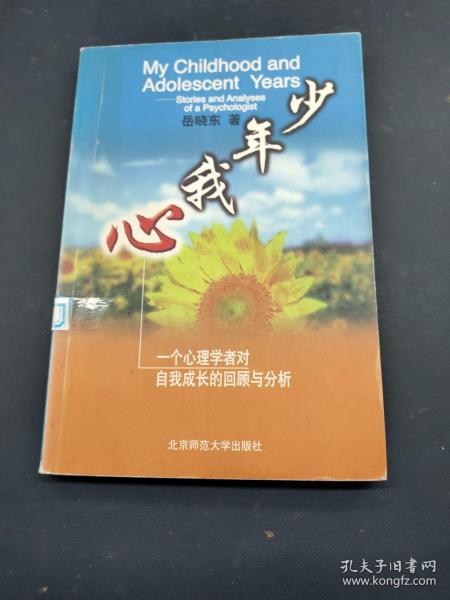 My Childhood and
Adolescent Years
——Stories and Analyses
of a Psychologist
岳晓东 著
少年我心
一个心理学者对
自我成长的回顾与分析
北京师范大学出版社
孔夫子旧书网
www.kongfz.com